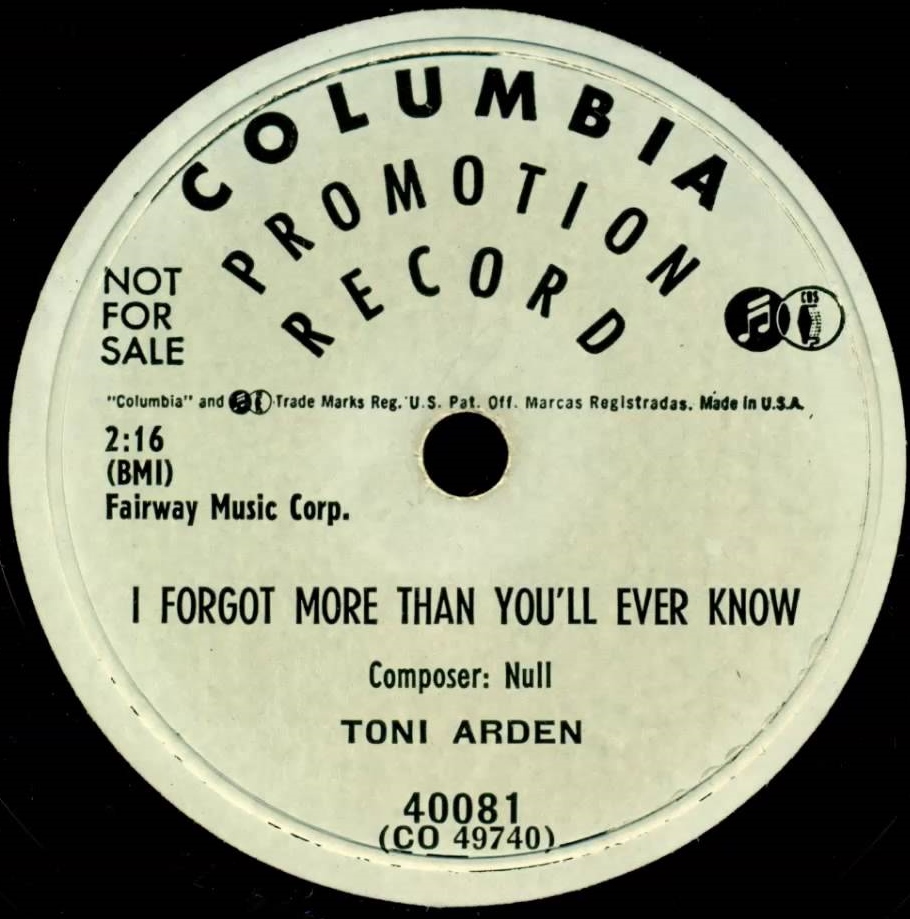 COLUMBIA
PROMOTION
RECORD
NOT
FOR
SALE
CBS
"Columbia" and Trade Marks Reg. U.S. Pat. Off. Marcas Registradas. Made in U.S.A.
2:16
(BMI)
Fairway Music Corp.
I FORGOT MORE THAN YOU'LL EVER KNOW
Composer: Null
TONI ARDEN
40081
(CO 49740)